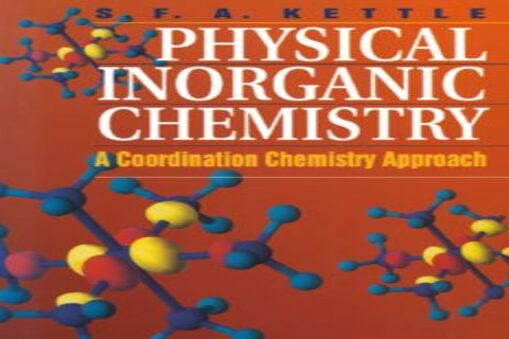 S. F. A. KETTLE
PHYSICAL
INORGANIC
CHEMISTRY
A Coordination Chemistry Approach